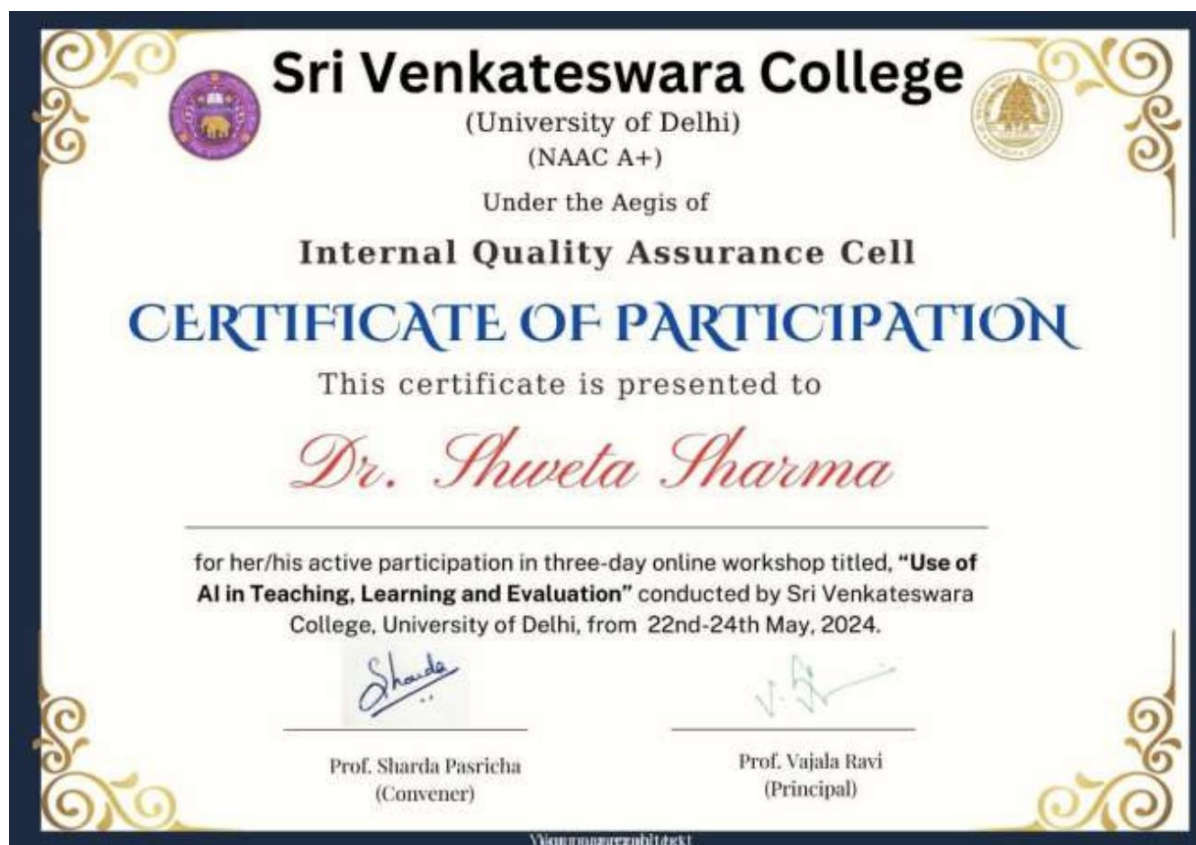 Sri Venkateswara College
(University of Delhi)
(NAAC A+)
Under the Aegis of
Internal Quality Assurance Cell
CERTIFICATE OF PARTICIPATION
This certificate is presented to
Dr. Shweta Sharma
for her/his active participation in three-day online workshop titled, “Use of
AI in Teaching, Learning and Evaluation” conducted by Sri Venkateswara
College, University of Delhi, from 22nd-24th May, 2024.
Sharda
Prof. Sharda Pasricha
(Convener)
Prof. Vajala Ravi
(Principal)